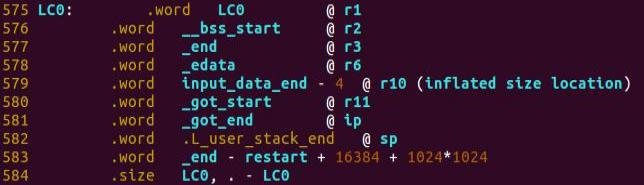 575 LC0: .word LC0 @ r1
576 .word __bss_start @ r2
577 .word _end @ r3
578 .word _edata @ r6
579 .word input_data_end - 4 @ r10 (inflated size location)
580 .word _got_start @ r11
581 .word _got_end @ ip
582 .word .L_user_stack_end @ sp
583 .word _end - restart + 16384 + 1024*1024
584 .size LC0, . - LC0